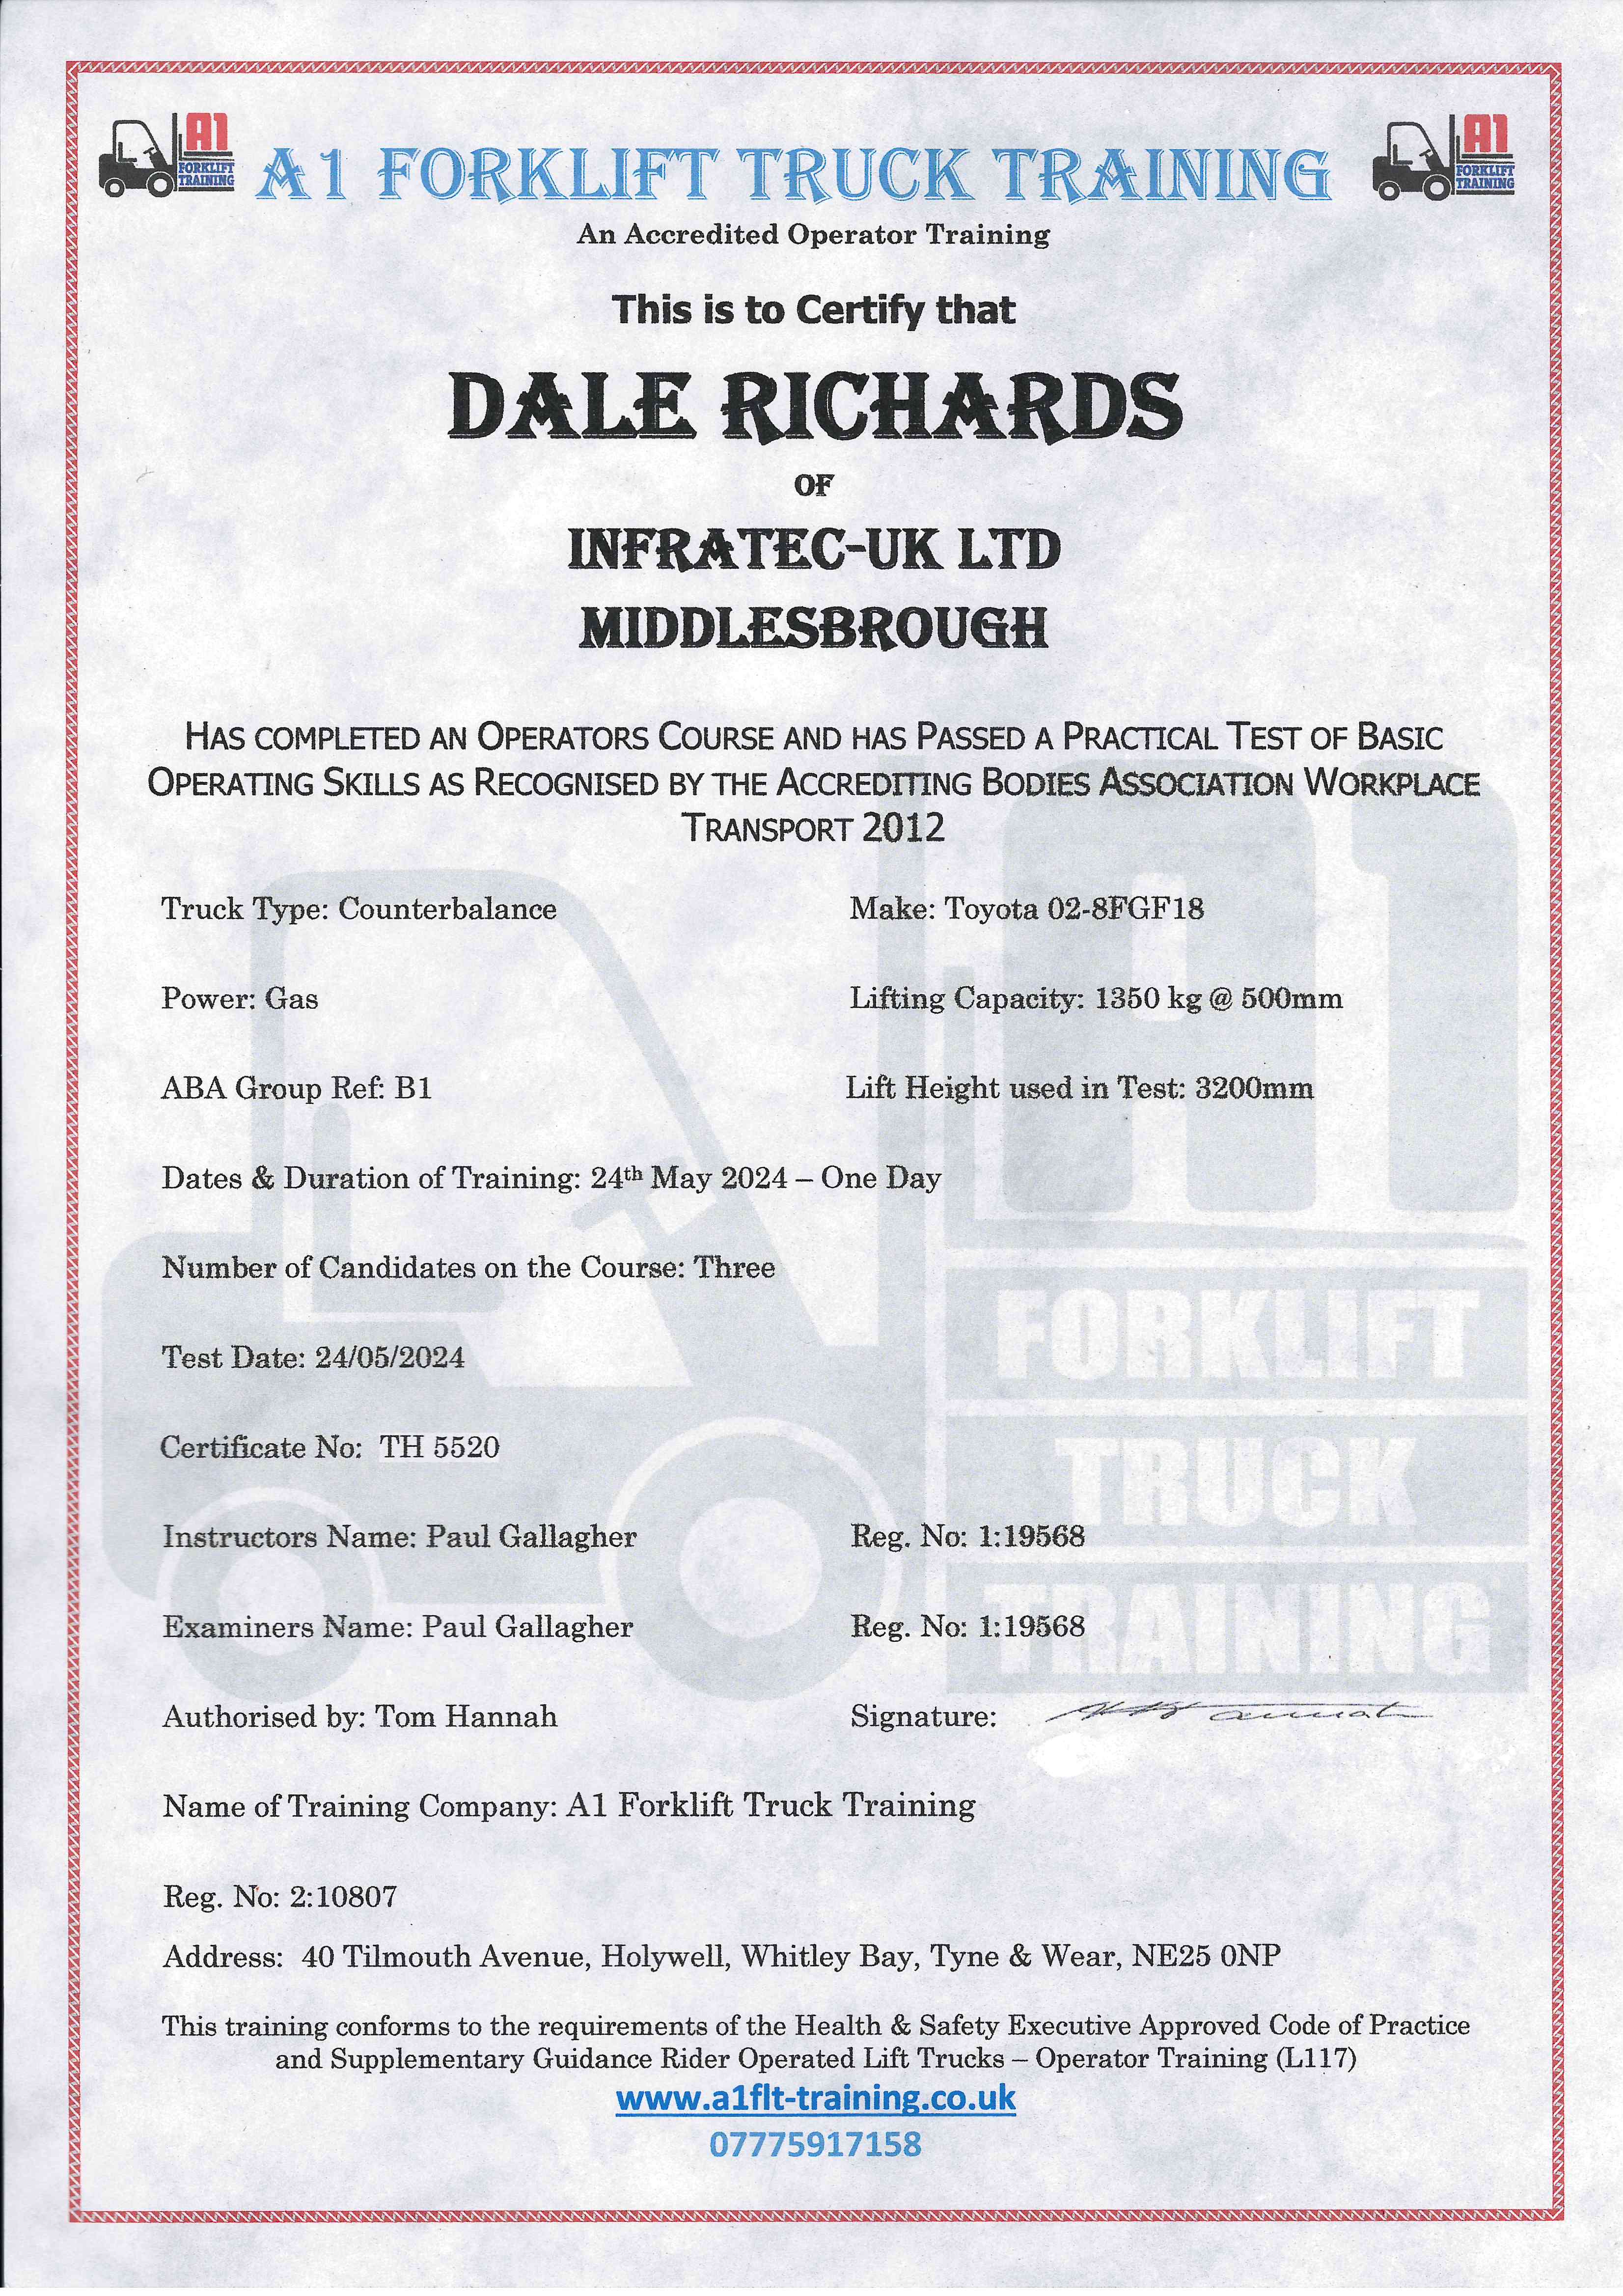 A1
FORKLIFT
TRAINING
A1 FORKLIFT TRUCK TRAINING
A1
FORKLIFT
TRAINING
An Accredited Operator Training
This is to Certify that
DALE RICHARDS
OF
INFRATEC-UK LTD
MIDDLESBROUGH
HAS COMPLETED AN OPERATORS COURSE AND HAS PASSED A PRACTICAL TEST OF BASIC
OPERATING SKILLS AS RECOGNISED BY THE ACCREDITING BODIES ASSOCIATION WORKPLACE
TRANSPORT 2012
Truck Type: Counterbalance Make: Toyota 02-8FGF18
Power: Gas Lifting Capacity: 1350 kg @ 500mm
ABA Group Ref: B1 Lift Height used in Test: 3200mm
Dates & Duration of Training: 24th May 2024 – One Day
Number of Candidates on the Course: Three
Test Date: 24/05/2024
Certificate No: TH 5520
Instructors Name: Paul Gallagher Reg. No: 1:19568
Examiners Name: Paul Gallagher Reg. No: 1:19568
Authorised by: Tom Hannah Signature:
Name of Training Company: A1 Forklift Truck Training
Reg. No: 2:10807
Address: 40 Tilmouth Avenue, Holywell, Whitley Bay, Tyne & Wear, NE25 0NP
This training conforms to the requirements of the Health & Safety Executive Approved Code of Practice
and Supplementary Guidance Rider Operated Lift Trucks – Operator Training (L117)
www.a1flt-training.co.uk
07775917158
A1
FORKLIFT
TRUCK
TRAINING